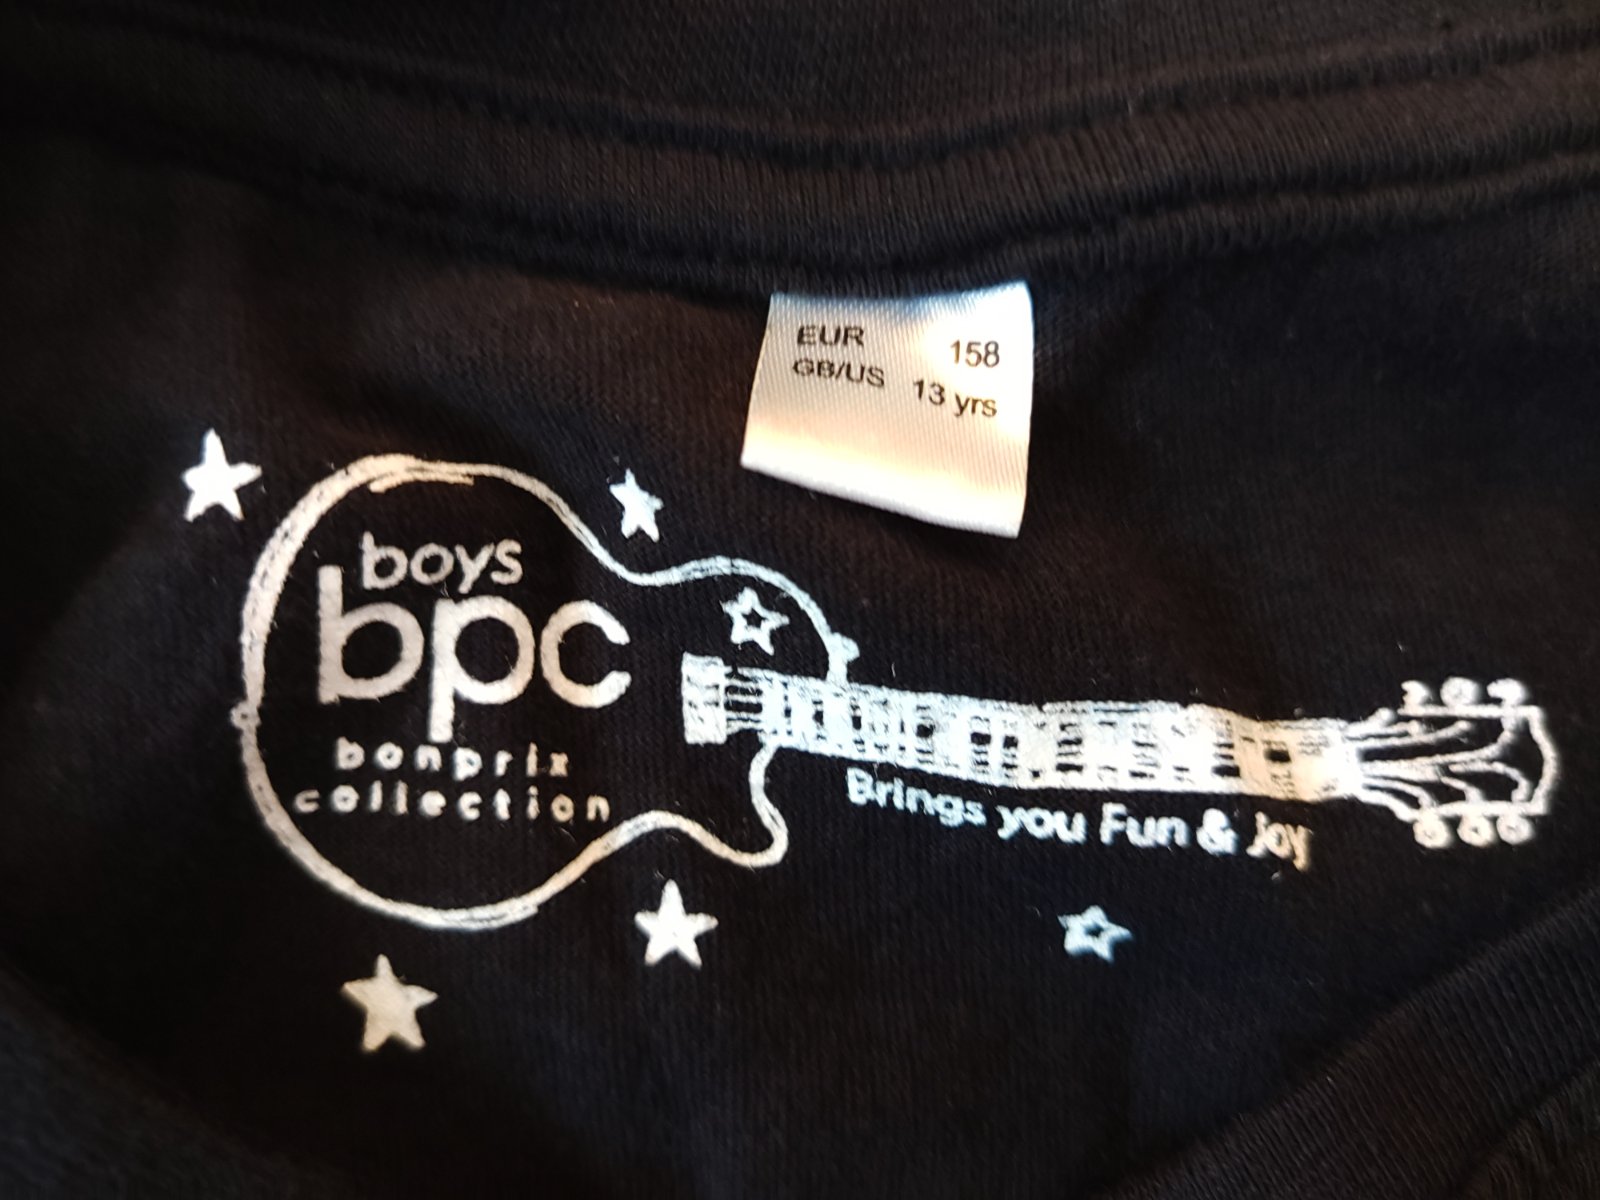 EUR 158
GB/US 13 yrs
boys
bpc
bonprix
collection
Brings you Fun & Joy